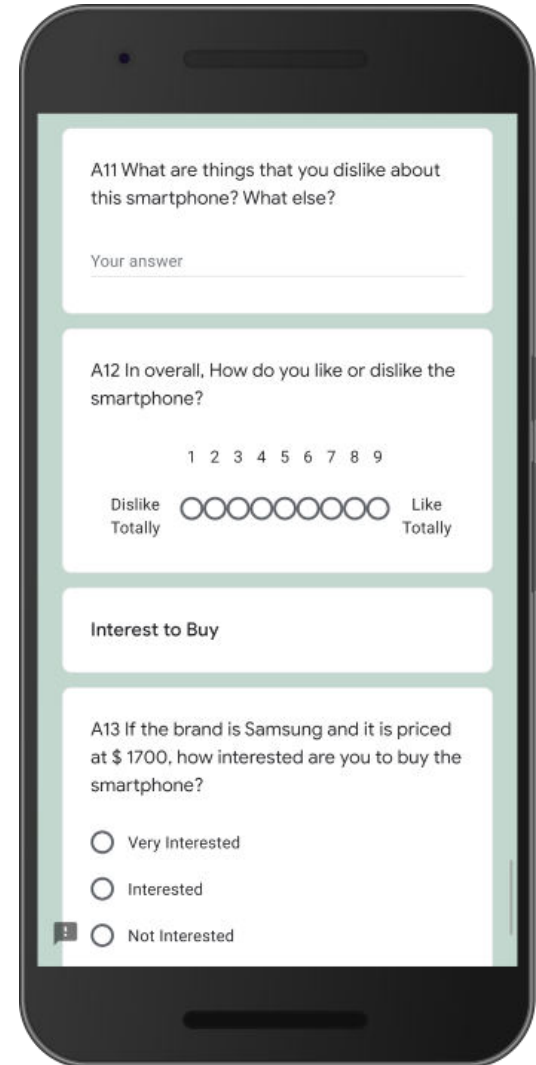 A11 What are things that you dislike about
this smartphone? What else?
Your answer
A12 In overall, How do you like or dislike the
smartphone?
1 2 3 4 5 6 7 8 9
Dislike
Totally
Like
Totally
Interest to Buy
A13 If the brand is Samsung and it is priced
at $ 1700, how interested are you to buy the
smartphone?
Very Interested
Interested
Not Interested